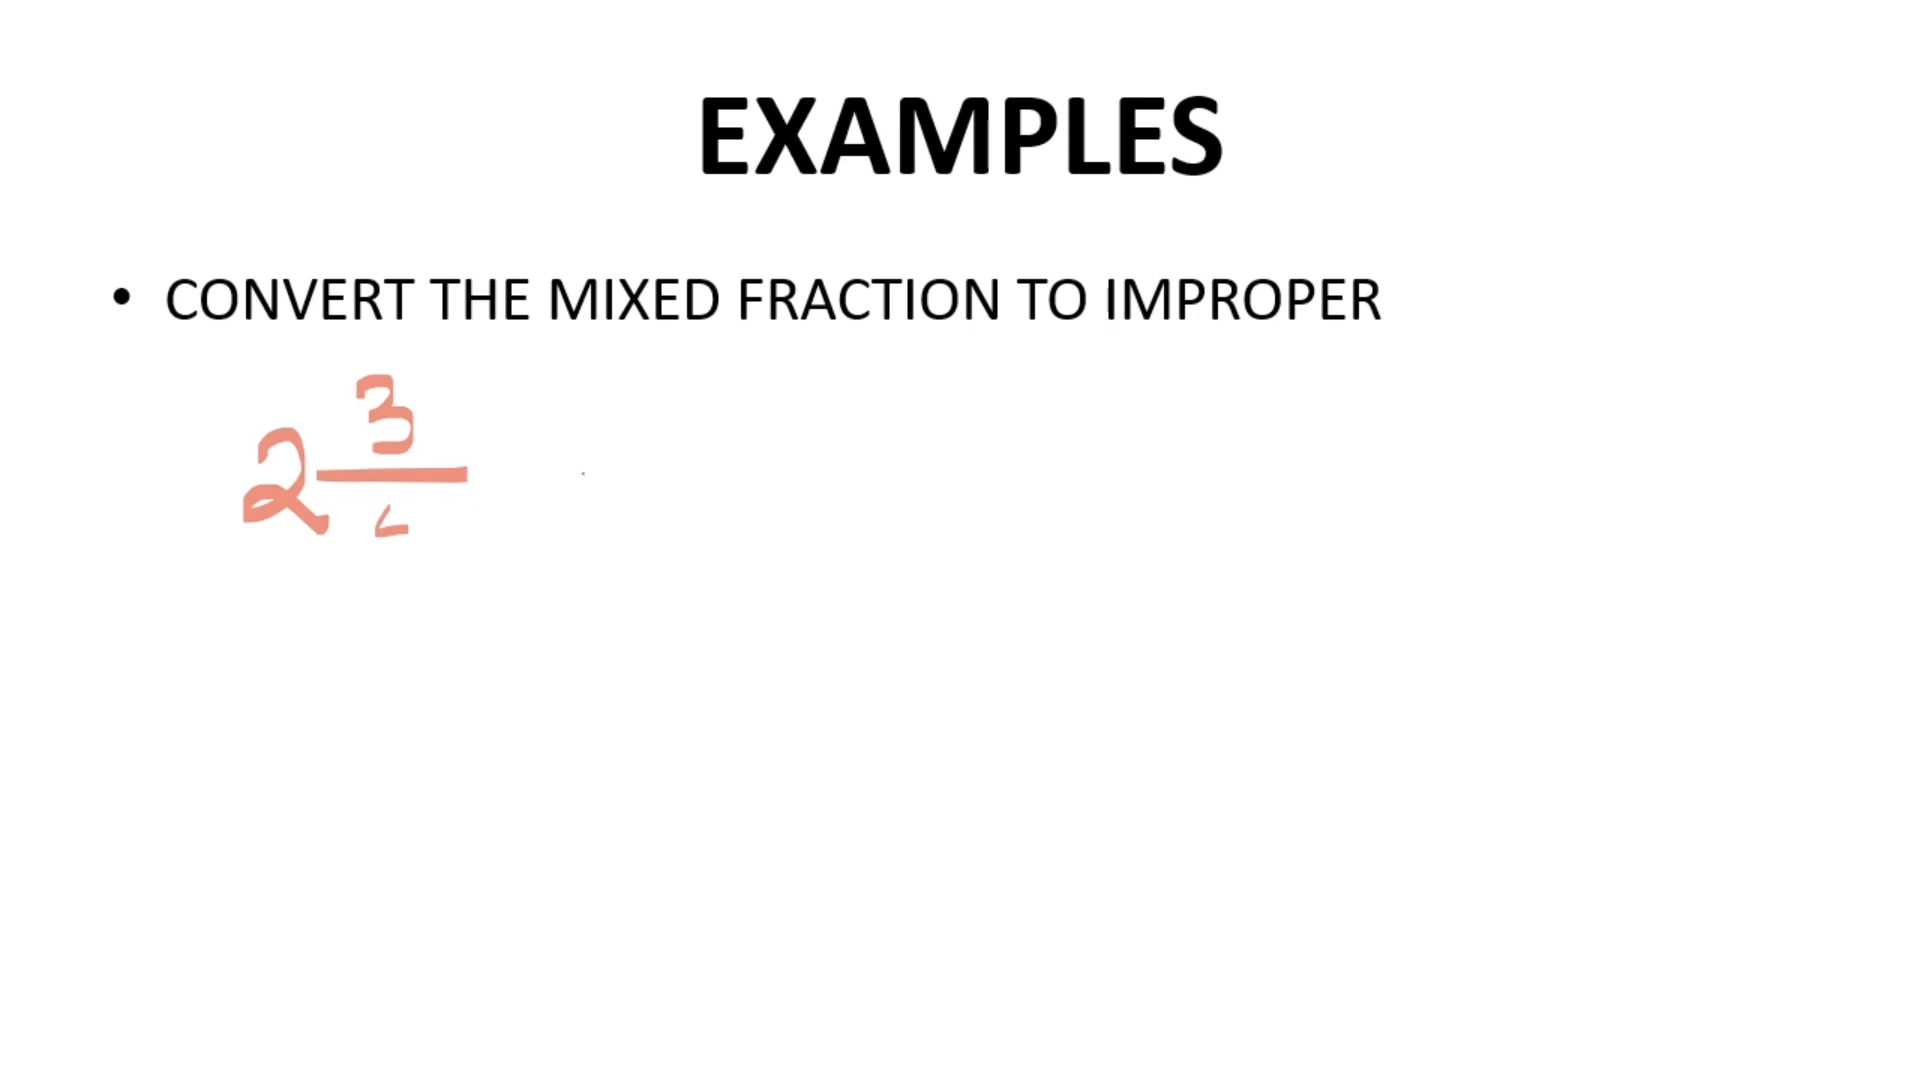 EXAMPLES
• CONVERT THE MIXED FRACTION TO IMPROPER
2 3